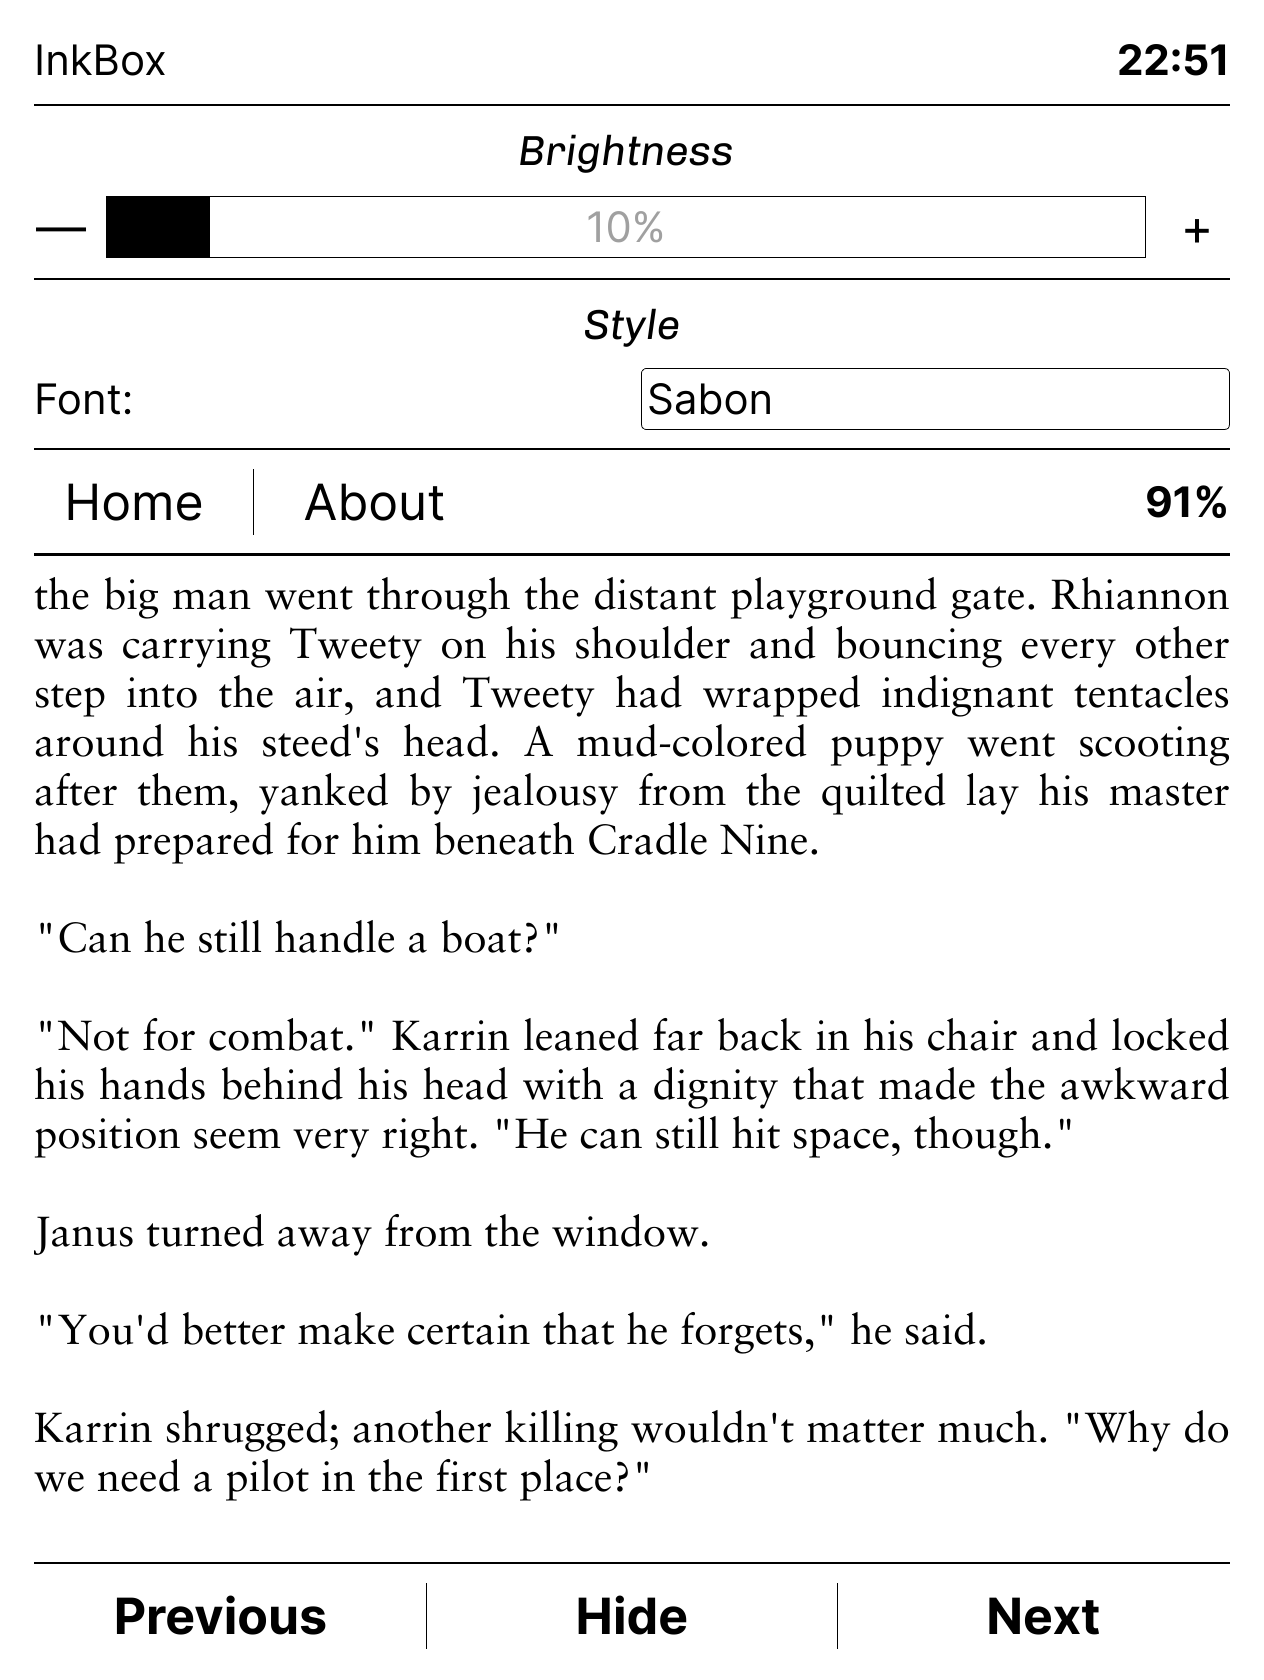 InkBox 22:51
Brightness
— 10% +
Style
Font: Sabon
Home About 91%
the big man went through the distant playground gate. Rhiannon
was carrying Tweety on his shoulder and bouncing every other
step into the air, and Tweety had wrapped indignant tentacles
around his steed's head. A mud-colored puppy went scooting
after them, yanked by jealousy from the quilted lay his master
had prepared for him beneath Cradle Nine.
"Can he still handle a boat?"
"Not for combat." Karrin leaned far back in his chair and locked
his hands behind his head with a dignity that made the awkward
position seem very right. "He can still hit space, though."
Janus turned away from the window.
"You'd better make certain that he forgets," he said.
Karrin shrugged; another killing wouldn't matter much. "Why do
we need a pilot in the first place?"
Previous Hide Next